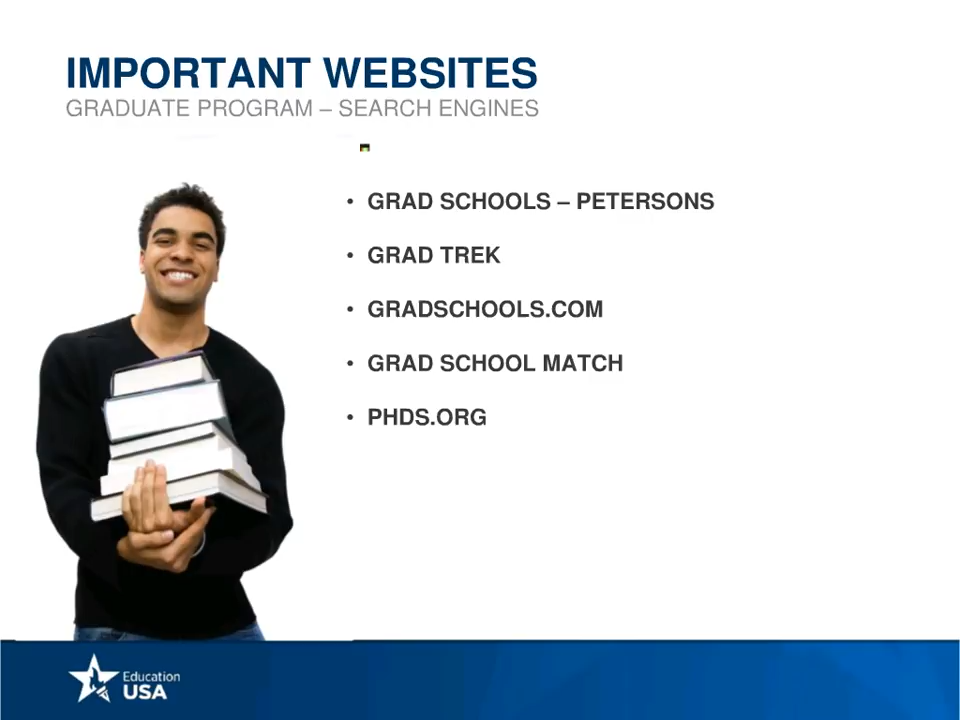 IMPORTANT WEBSITES
GRADUATE PROGRAM – SEARCH ENGINES
• GRAD SCHOOLS – PETERSONS
• GRAD TREK
• GRADSCHOOLS.COM
• GRAD SCHOOL MATCH
• PHDS.ORG
Education
USA